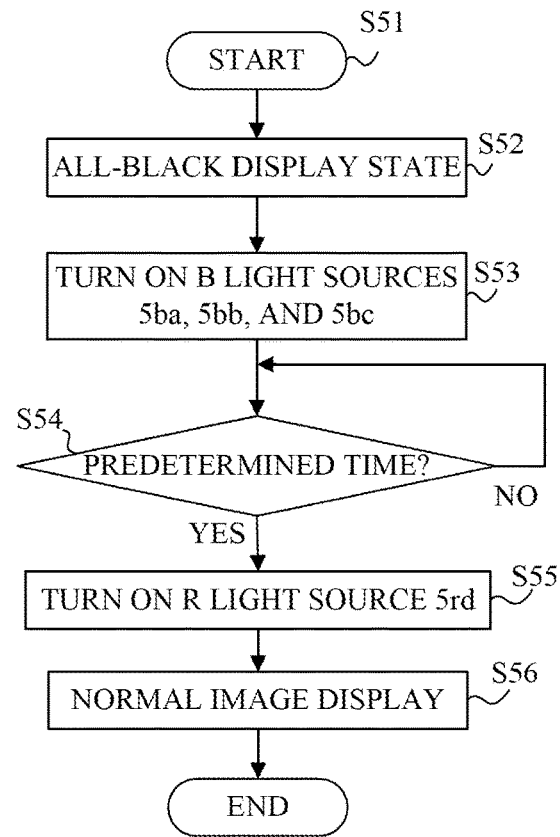 S51
START
S52
ALL-BLACK DISPLAY STATE
S53
TURN ON B LIGHT SOURCES
5ba, 5bb, AND 5bc
S54
PREDETERMINED TIME?
NO
YES
S55
TURN ON R LIGHT SOURCE 5rd
S56
NORMAL IMAGE DISPLAY
END